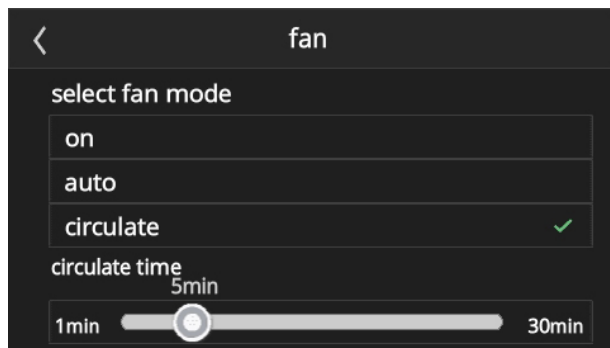 fan
select fan mode
on
auto
circulate
circulate time
5min
1min 30min